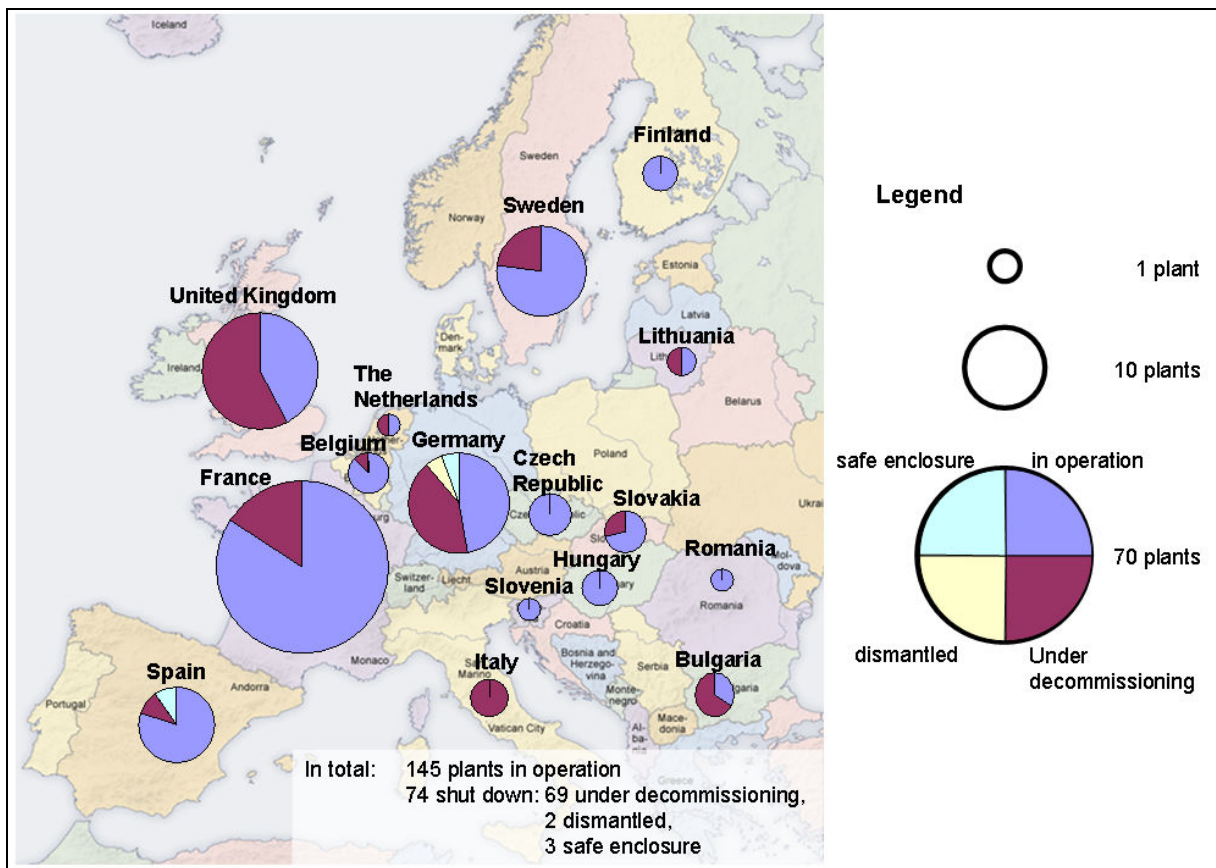 Iceland
Finland
Sweden
Sweden
Norway
Estonia
United Kingdom
Latvia
Lithuania
Lith
Den-
mark
Ireland
The
Netherlands
Belarus
Belgium
Germany
Czech
Republic
Poland
France
Slovakia
Ukrai
Hungary
Romania
Mol-
dova
Switzer-
land
Liecht
Austria
Slovenia
Romania
Croatia
Monaco
Bosnia and
Herzego-
vina
Serbia
Spain
Andorra
Italy
Marino
Bulgaria
Monte-
negro
Portugal
Vatican City
Mace-
donia
Al-
ba-
nia
Greece
In total: 145 plants in operation
74 shut down: 69 under decommissioning,
2 dismantled,
3 safe enclosure
Legend
1 plant
10 plants
safe enclosure in operation
70 plants
dismantled Under
decommissioning